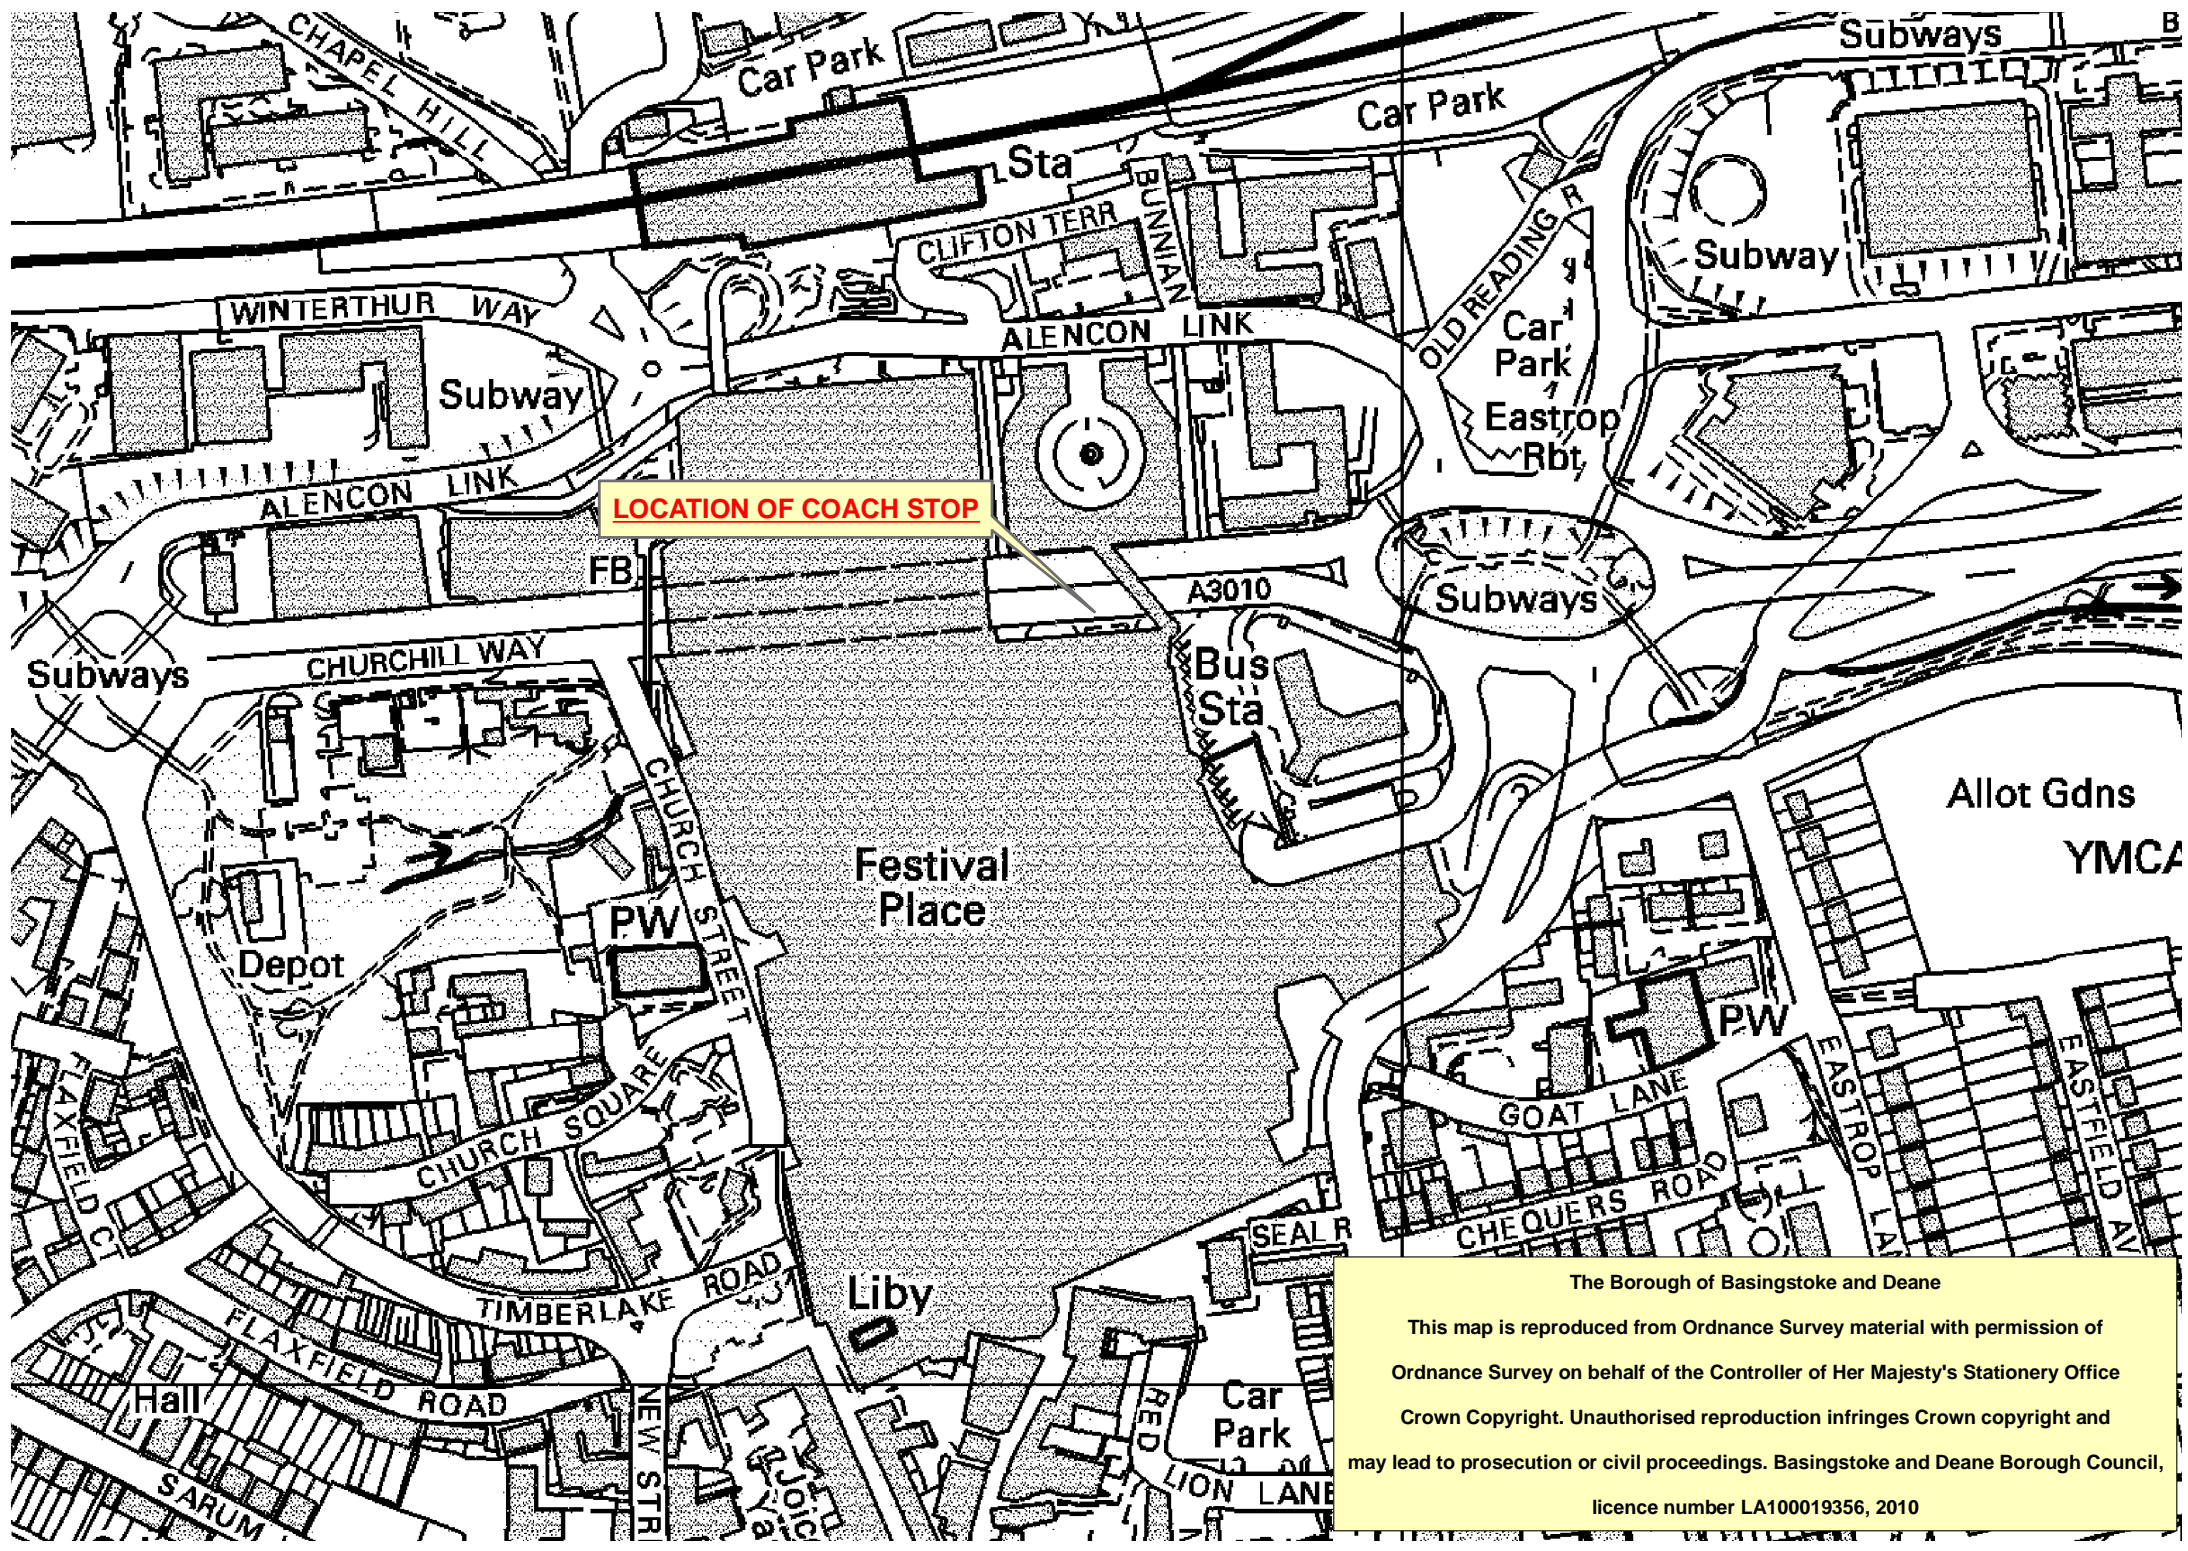 CHAPEL HILL
Car Park
Subways
B
Car Park
Sta
BUNNIAN
CLIFTON TERR
OLD READING R
Subway
WINTERTHUR WAY
ALENCON LINK
Car
Park
Subway
Eastrop
Rbt
ALENCON LINK
LOCATION OF COACH STOP
FB
A3010
Subways
CHURCHILL WAY
Subways
Bus
Sta
CHURCH STREET
Allot Gdns
YMCA
Festival
Place
PW
Depot
PW
FLAXFIELD CT
CHURCH SQUARE
GOAT LANE
EASTROP LAN
EASTFIELD AV
CHEQUERS ROAD
SEAL R
TIMBERLAKE ROAD
Liby
FLAXFIELD ROAD
Hall
NEW STR
SARUM
Joice
Ya
RED
LION LANE
Car
Park
The Borough of Basingstoke and Deane
This map is reproduced from Ordnance Survey material with permission of
Ordnance Survey on behalf of the Controller of Her Majesty's Stationery Office
Crown Copyright. Unauthorised reproduction infringes Crown copyright and
may lead to prosecution or civil proceedings. Basingstoke and Deane Borough Council,
licence number LA100019356, 2010